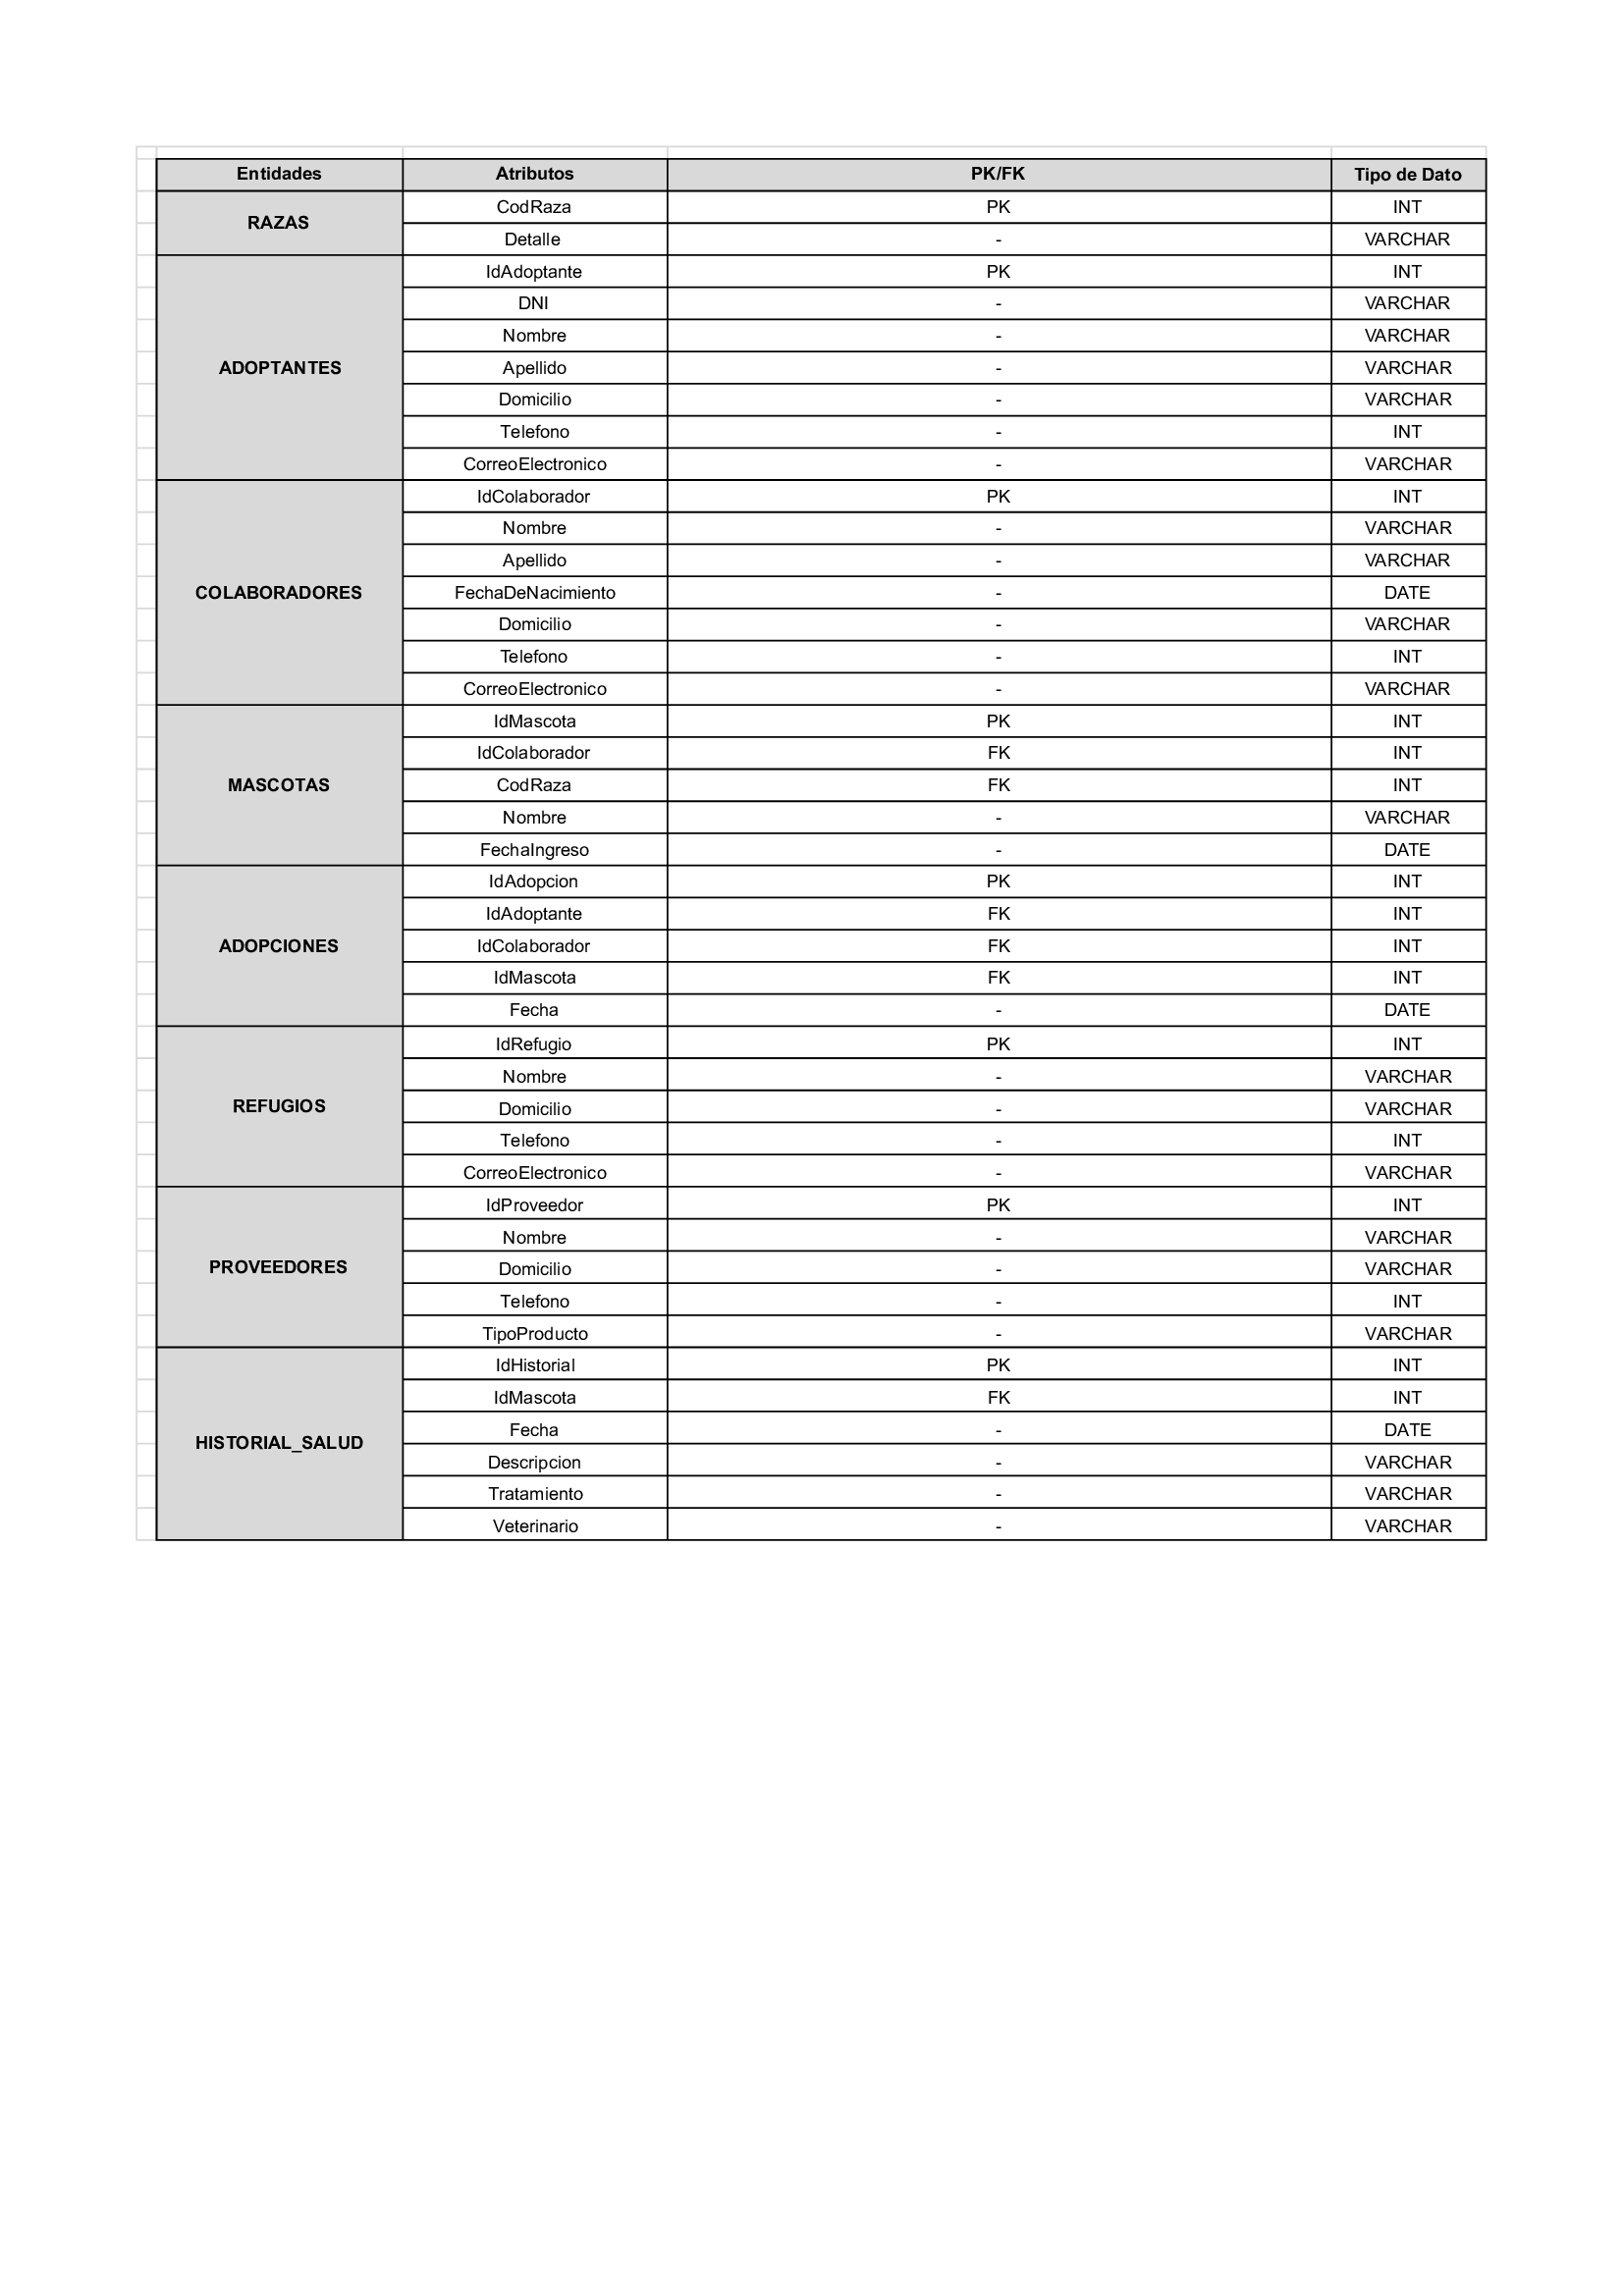 Entidades Atributos PK/FK Tipo de Dato
RAZAS
CodRaza PK INT
Detalle - VARCHAR
ADOPTANTES
IdAdoptante PK INT
DNI - VARCHAR
Nombre - VARCHAR
Apellido - VARCHAR
Domicilio - VARCHAR
Telefono - INT
CorreoElectronico - VARCHAR
COLABORADORES
IdColaborador PK INT
Nombre - VARCHAR
Apellido - VARCHAR
FechaDeNacimiento - DATE
Domicilio - VARCHAR
Telefono - INT
CorreoElectronico - VARCHAR
MASCOTAS
IdMascota PK INT
IdColaborador FK INT
CodRaza FK INT
Nombre - VARCHAR
FechaIngreso - DATE
ADOPCIONES
IdAdopcion PK INT
IdAdoptante FK INT
IdColaborador FK INT
IdMascota FK INT
Fecha - DATE
REFUGIOS
IdRefugio PK INT
Nombre - VARCHAR
Domicilio - VARCHAR
Telefono - INT
CorreoElectronico - VARCHAR
PROVEEDORES
IdProveedor PK INT
Nombre - VARCHAR
Domicilio - VARCHAR
Telefono - INT
TipoProducto - VARCHAR
HISTORIAL_SALUD
IdHistorial PK INT
IdMascota FK INT
Fecha - DATE
Descripcion - VARCHAR
Tratamiento - VARCHAR
Veterinario - VARCHAR